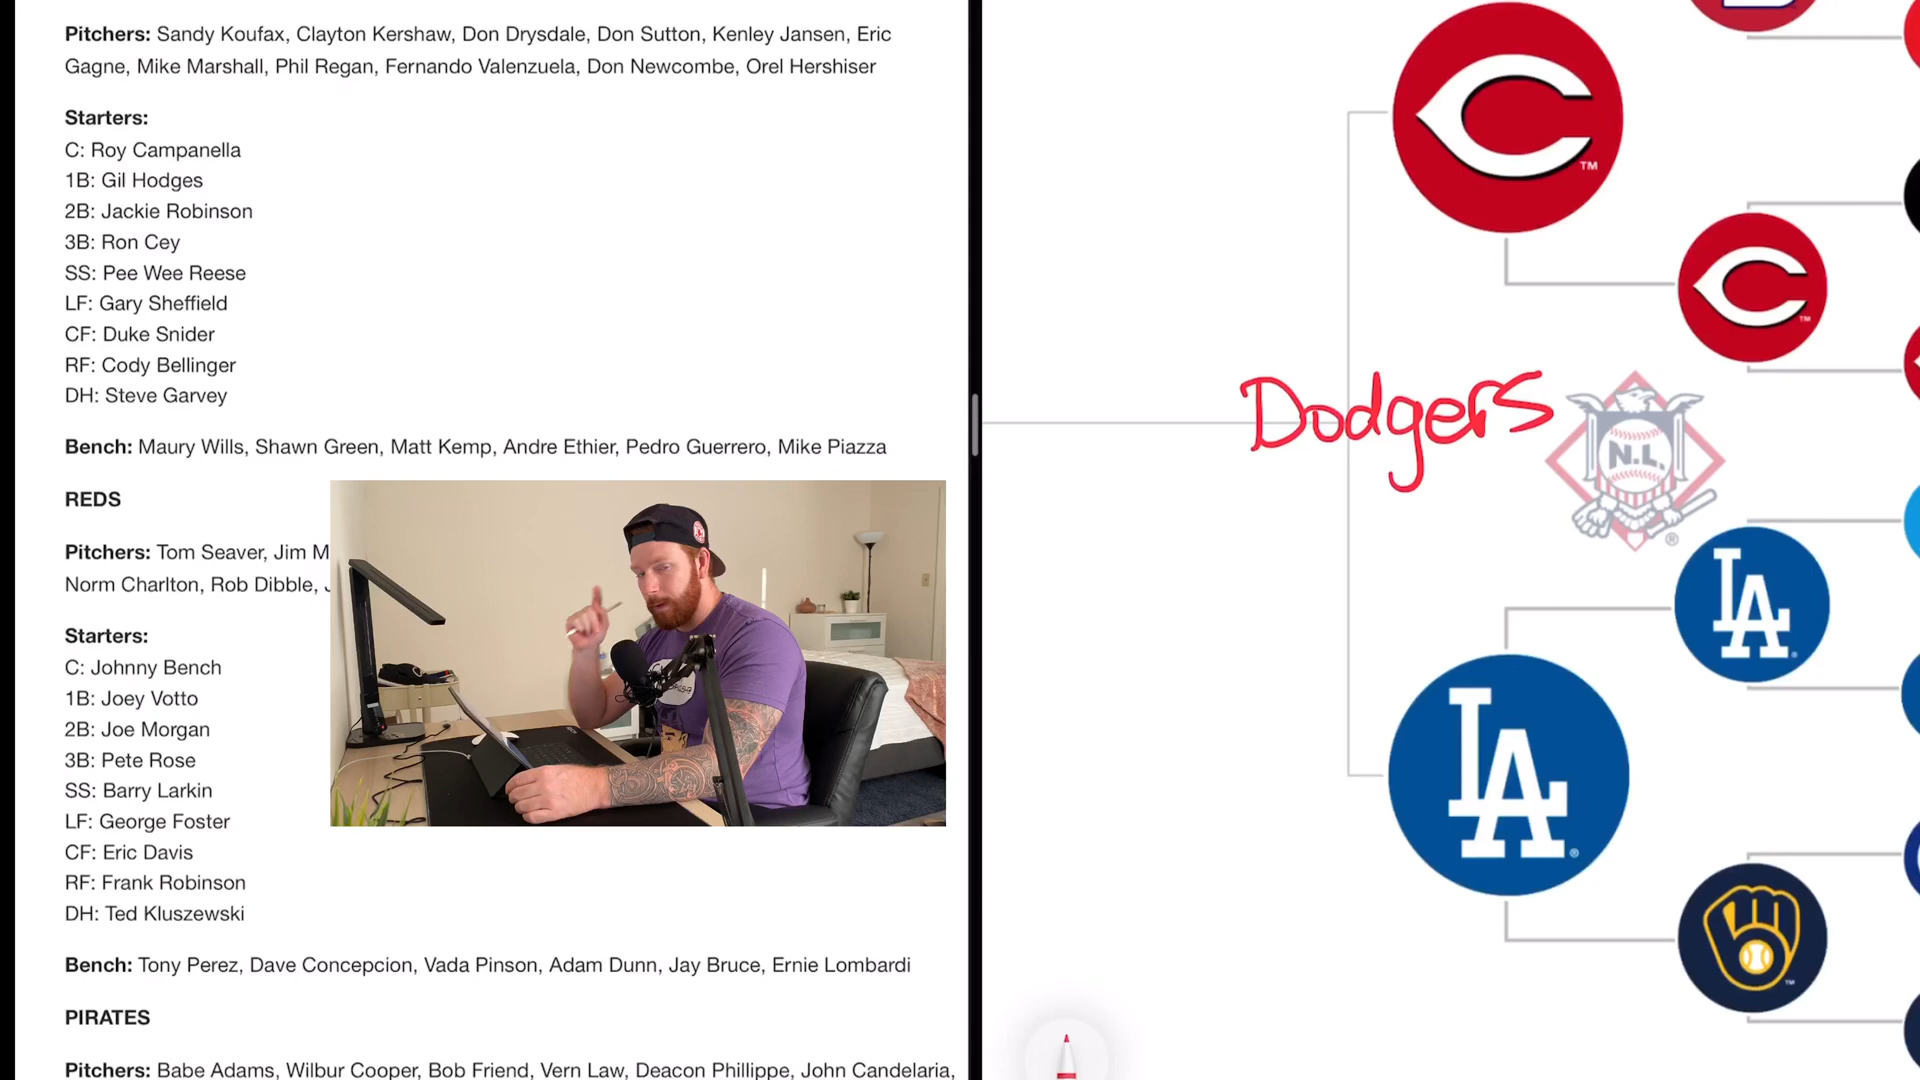 Pitchers: Sandy Koufax, Clayton Kershaw, Don Drysdale, Don Sutton, Kenley Jansen, Eric
Gagne, Mike Marshall, Phil Regan, Fernando Valenzuela, Don Newcombe, Orel Hershiser
Starters:
C: Roy Campanella
1B: Gil Hodges
2B: Jackie Robinson
3B: Ron Cey
SS: Pee Wee Reese
LF: Gary Sheffield
CF: Duke Snider
RF: Cody Bellinger
DH: Steve Garvey
Bench: Maury Wills, Shawn Green, Matt Kemp, Andre Ethier, Pedro Guerrero, Mike Piazza
REDS
Pitchers: Tom Seaver, Jim M
Norm Charlton, Rob Dibble,
Starters:
C: Johnny Bench
1B: Joey Votto
2B: Joe Morgan
3B: Pete Rose
SS: Barry Larkin
LF: George Foster
CF: Eric Davis
RF: Frank Robinson
DH: Ted Kluszewski
Bench: Tony Perez, Dave Concepcion, Vada Pinson, Adam Dunn, Jay Bruce, Ernie Lombardi
PIRATES
Pitchers: Babe Adams, Wilbur Cooper, Bob Friend, Vern Law, Deacon Phillippe, John Candelaria,
C
TM
C
TM
Dodgers
N.L.
®
LA
LA
®
TM